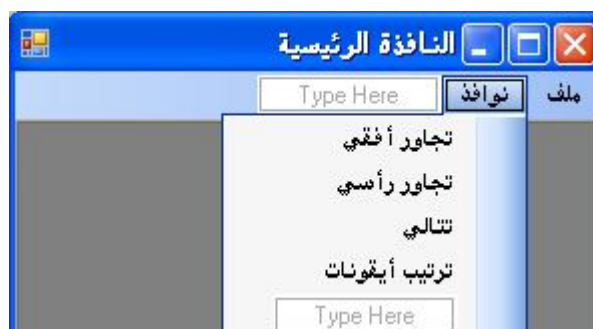 النافذة الرئيسية
ملف نوافذ Type Here
تجاور أفقي
تجاور رأسي
تتالي
ترتيب أيقونات
Type Here